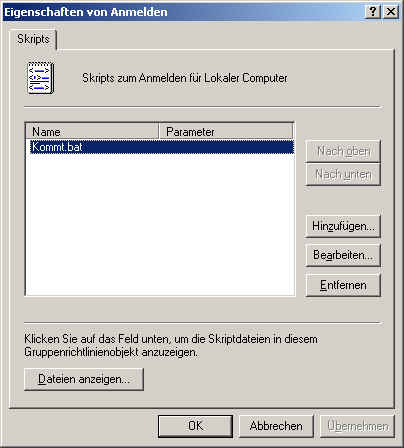 Eigenschaften von Anmelden
Skripts
Skripts zum Anmelden für Lokaler Computer
Name Parameter
Kommt.bat
Nach oben
Nach unten
Hinzufügen...
Bearbeiten...
Entfernen
Klicken Sie auf das Feld unten, um die Skriptdateien in diesem
Gruppenrichtlinienobjekt anzuzeigen.
Dateien anzeigen...
OK Abbrechen Übernehmen